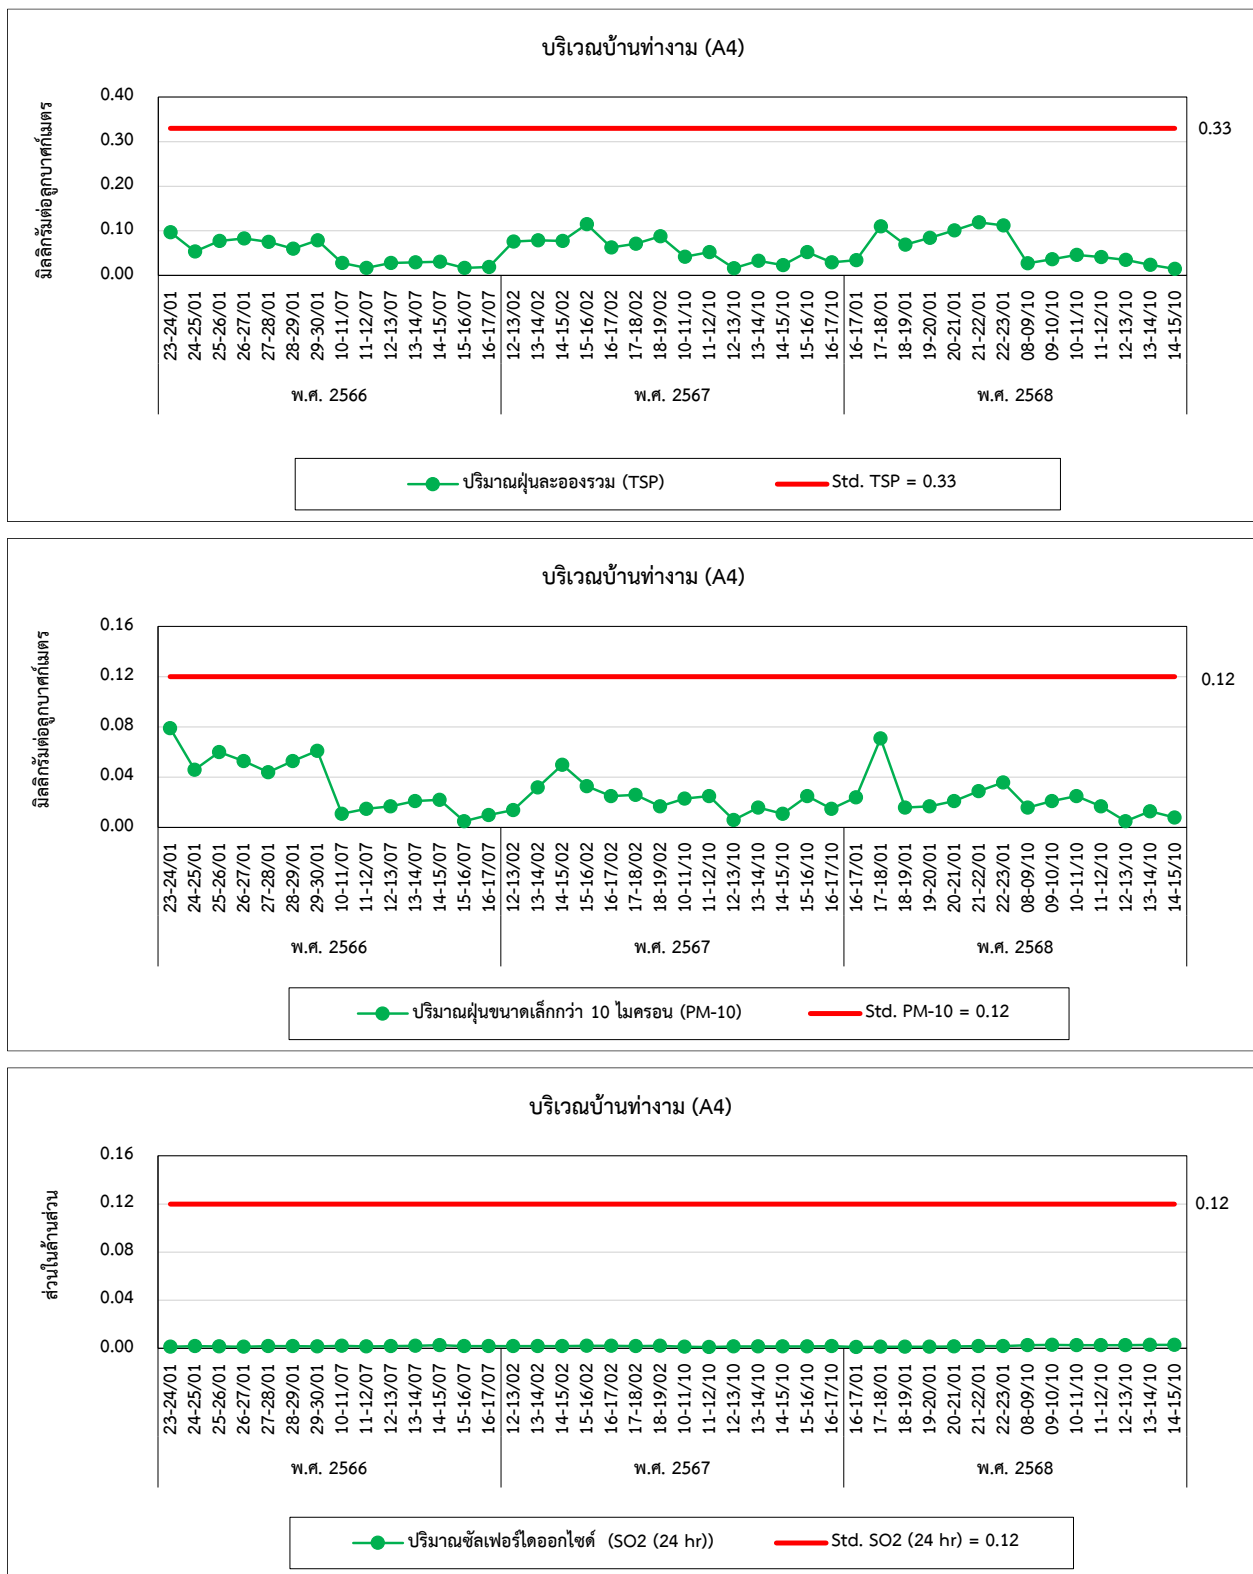 บริเวณบ้านท่างาม (A4)
มิลลิกรัมต่อลูกบาศก์เมตร
0.40
0.30
0.20
0.10
0.00
0.33
23-24/01 24-25/01 25-26/01 26-27/01 27-28/01 28-29/01 29-30/01 10-11/07 11-12/07 12-13/07 13-14/07 14-15/07 15-16/07 16-17/07 12-13/02 13-14/02 14-15/02 15-16/02 16-17/02 17-18/02 18-19/02 10-11/10 11-12/10 12-13/10 13-14/10 14-15/10 15-16/10 16-17/10 16-17/01 17-18/01 18-19/01 19-20/01 20-21/01 21-22/01 22-23/01 08-09/10 09-10/10 10-11/10 11-12/10 12-13/10 13-14/10 14-15/10
พ.ศ. 2566 พ.ศ. 2567 พ.ศ. 2568
ปริมาณฝุ่นละอองรวม (TSP) Std. TSP = 0.33
บริเวณบ้านท่างาม (A4)
มิลลิกรัมต่อลูกบาศก์เมตร
0.16
0.12
0.08
0.04
0.00
0.12
23-24/01 24-25/01 25-26/01 26-27/01 27-28/01 28-29/01 29-30/01 10-11/07 11-12/07 12-13/07 13-14/07 14-15/07 15-16/07 16-17/07 12-13/02 13-14/02 14-15/02 15-16/02 16-17/02 17-18/02 18-19/02 10-11/10 11-12/10 12-13/10 13-14/10 14-15/10 15-16/10 16-17/10 16-17/01 17-18/01 18-19/01 19-20/01 20-21/01 21-22/01 22-23/01 08-09/10 09-10/10 10-11/10 11-12/10 12-13/10 13-14/10 14-15/10
พ.ศ. 2566 พ.ศ. 2567 พ.ศ. 2568
ปริมาณฝุ่นขนาดเล็กกว่า 10 ไมครอน (PM-10) Std. PM-10 = 0.12
บริเวณบ้านท่างาม (A4)
ส่วนในล้านส่วน
0.16
0.12
0.08
0.04
0.00
0.12
23-24/01 24-25/01 25-26/01 26-27/01 27-28/01 28-29/01 29-30/01 10-11/07 11-12/07 12-13/07 13-14/07 14-15/07 15-16/07 16-17/07 12-13/02 13-14/02 14-15/02 15-16/02 16-17/02 17-18/02 18-19/02 10-11/10 11-12/10 12-13/10 13-14/10 14-15/10 15-16/10 16-17/10 16-17/01 17-18/01 18-19/01 19-20/01 20-21/01 21-22/01 22-23/01 08-09/10 09-10/10 10-11/10 11-12/10 12-13/10 13-14/10 14-15/10
พ.ศ. 2566 พ.ศ. 2567 พ.ศ. 2568
ปริมาณซัลเฟอร์ไดออกไซด์ (SO2 (24 hr)) Std. SO2 (24 hr) = 0.12